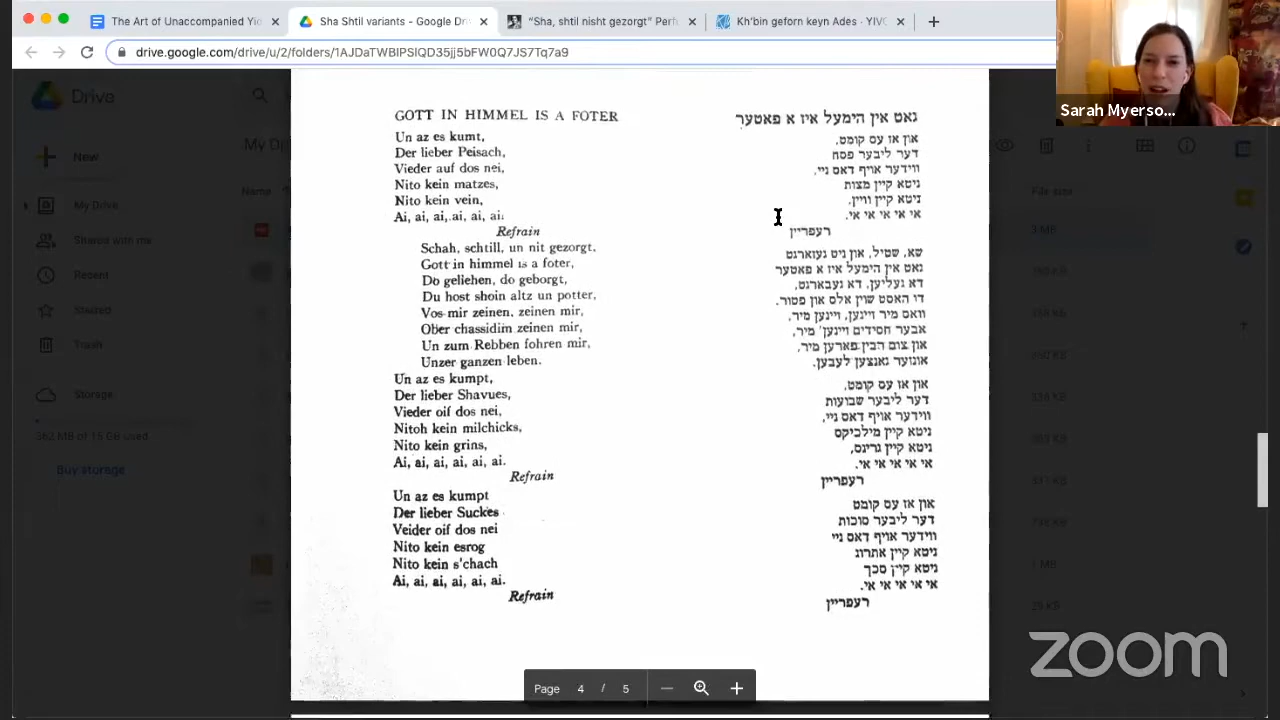 The Art of Unaccompanied Yid
Sha Shtil variants - Google Dri
"Sha, shtil nisht gezorgt" Perf
Kh'bin geforn keyn Ades - YIVO
drive.google.com/drive/u/2/folders/1AJDaTWBIPSIQD35jj5bFW0Q7JS7Tq7a9
Sarah Myerso...
Drive
New
My Drive
Shared with me
Recent
Starred
Trash
Storage
362 MB of 15 GB used
Buy storage
My D
Name
File size
3 MB
1 MB
GOTT IN HIMMEL IS A FOTER
Un az es kumt,
Der lieber Peisach,
Vieder auf dos nei,
Nito kein matzes,
Nito kein vein,
Ai, ai, ai, ai, ai, ai.
Refrain
Schah, schtill, un nit gezorgt,
Gott in himmel is a foter,
Do geliehen, do geborgt,
Du host shoin altz un potter,
Vos mir zeinen, zeinen mir,
Ober chassidim zeinen mir,
Un zum Rebben fohren mir,
Unzer ganzen leben.
Un az es kumpt,
Der lieber Shavues,
Vieder oif dos nei,
Nitoh kein milchicks,
Nito kein grins,
Ai, ai, ai, ai, ai, ai.
Refrain
Un az es kumpt
Der lieber Suckes
Veider oif dos nei
Nito kein esrog
Nito kein s'chach
Ai, ai, ai, ai, ai, ai.
Refrain
גאט אין הימעל איז א פאטער
און אז עס קומט,
דער ליבער פסח
ווידער אויף דאס ניי,
ניטא קיין מצות
ניטא קיין וויין,
אי אי אי אי אי.
רעפריין
שא, שטיל, און ניט געזארגט
גאט אין הימעל איז א פאטער
דא געליען, דא געבארגט,
דו האסט שוין אלס און פטור.
וואס מיר זיינען, זיינען מיר,
אבער חסידים זיינען מיר,
און צום פארען מיר,
אונזער גאנצען לעבען.
און אז עס קומט,
דער ליבער שבועות
ווידער אויף דאס ניי,
ניטא קיין מילכיקס
ניטא קיין גרינס,
אי אי אי אי אי.
רעפריין
און אז עס קומט
דער ליבער סוכות
ווידער אויף דאס ניי
ניטא קיין אתרוג
ניטא קיין סכך
אי אי אי אי אי.
רעפריין
Page 4 / 5
zoom